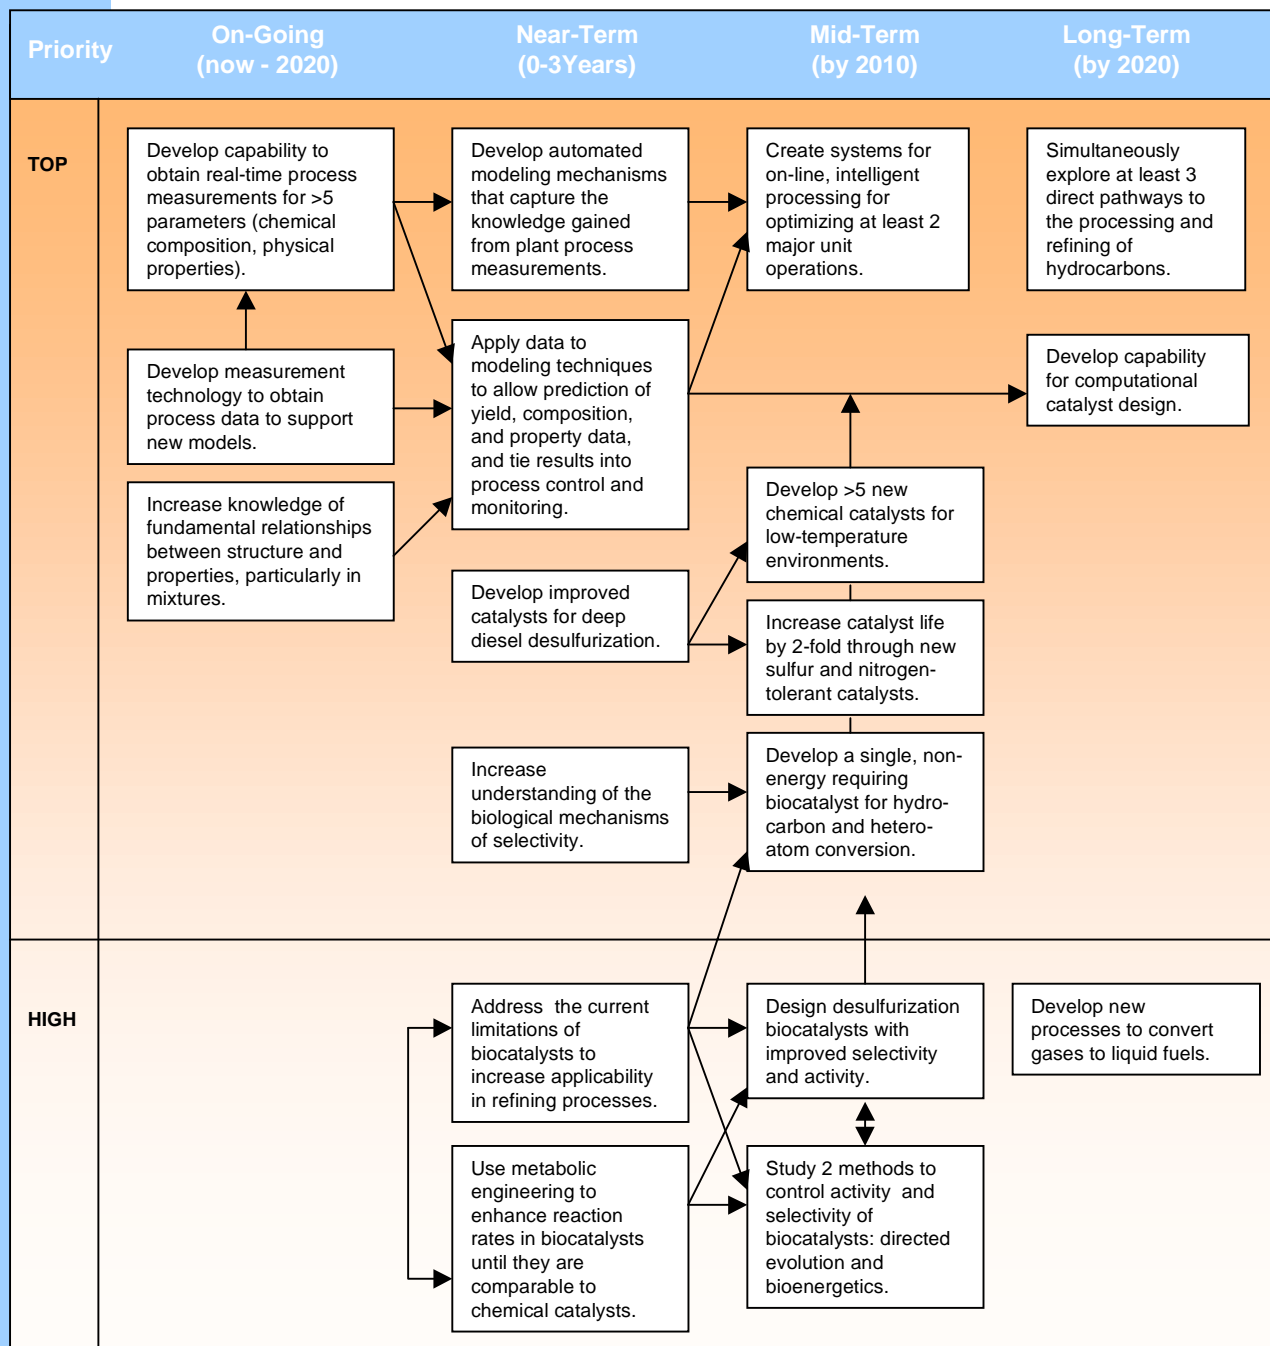 Priority
On-Going
(now - 2020)
Near-Term
(0-3Years)
Mid-Term
(by 2010)
Long-Term
(by 2020)
TOP
Develop capability to
obtain real-time process
measurements for >5
parameters (chemical
composition, physical
properties).
Develop automated
modeling mechanisms
that capture the
knowledge gained
from plant process
measurements.
Create systems for
on-line, intelligent
processing for
optimizing at least 2
major unit
operations.
Simultaneously
explore at least 3
direct pathways to
the processing and
refining of
hydrocarbons.
Develop measurement
technology to obtain
process data to support
new models.
Apply data to
modeling techniques
to allow prediction of
yield, composition,
and property data,
and tie results into
process control and
monitoring.
Develop capability
for computational
catalyst design.
Increase knowledge of
fundamental relationships
between structure and
properties, particularly in
mixtures.
Develop >5 new
chemical catalysts for
low-temperature
environments.
Develop improved
catalysts for deep
diesel desulfurization.
Increase catalyst life
by 2-fold through new
sulfur and nitrogen-
tolerant catalysts.
Increase
understanding of the
biological mechanisms
of selectivity.
Develop a single, non-
energy requiring
biocatalyst for hydro-
carbon and hetero-
atom conversion.
HIGH
Address  the current
limitations of
biocatalysts to
increase applicability
in refining processes.
Design desulfurization
biocatalysts with
improved selectivity
and activity.
Develop new
processes to convert
gases to liquid fuels.
Use metabolic
engineering to
enhance reaction
rates in biocatalysts
until they are
comparable to
chemical catalysts.
Study 2 methods to
control activity  and
selectivity of
biocatalysts: directed
evolution and
bioenergetics.